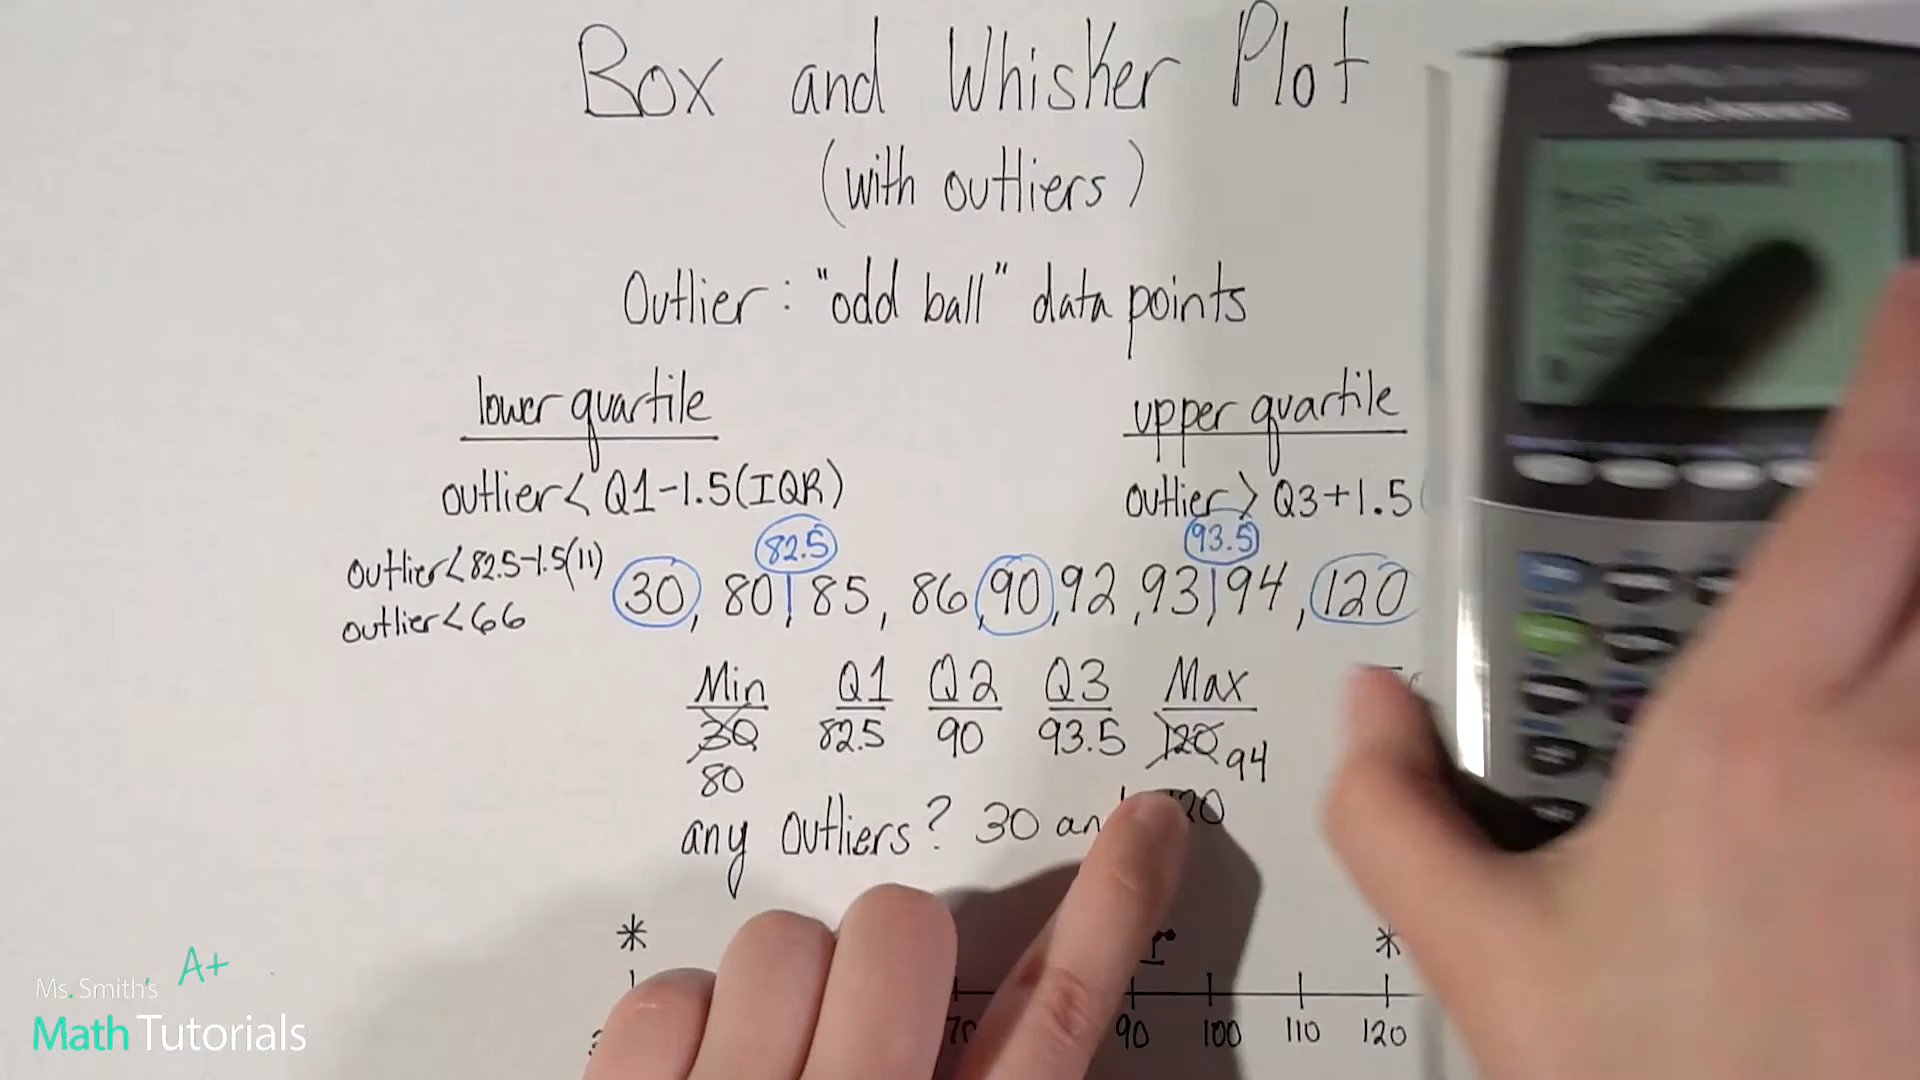 Box and Whisker Plot
(with outliers)
Outlier: "odd ball" data points
lower quartile
upper quartile
outlier < Q1-1.5(IQR)
outlier > Q3+1.5
82.5
93.5
outlier < 82.5-1.5(11)
outlier < 66
30, 80, 85, 86, 90, 92, 93, 94, 120
Min Q1 Q2 Q3 Max
30 82.5 90 93.5 120 94
80
any outliers? 30 an 20
* *
70 90 100 110 120
Ms. Smith's A+
Math Tutorials